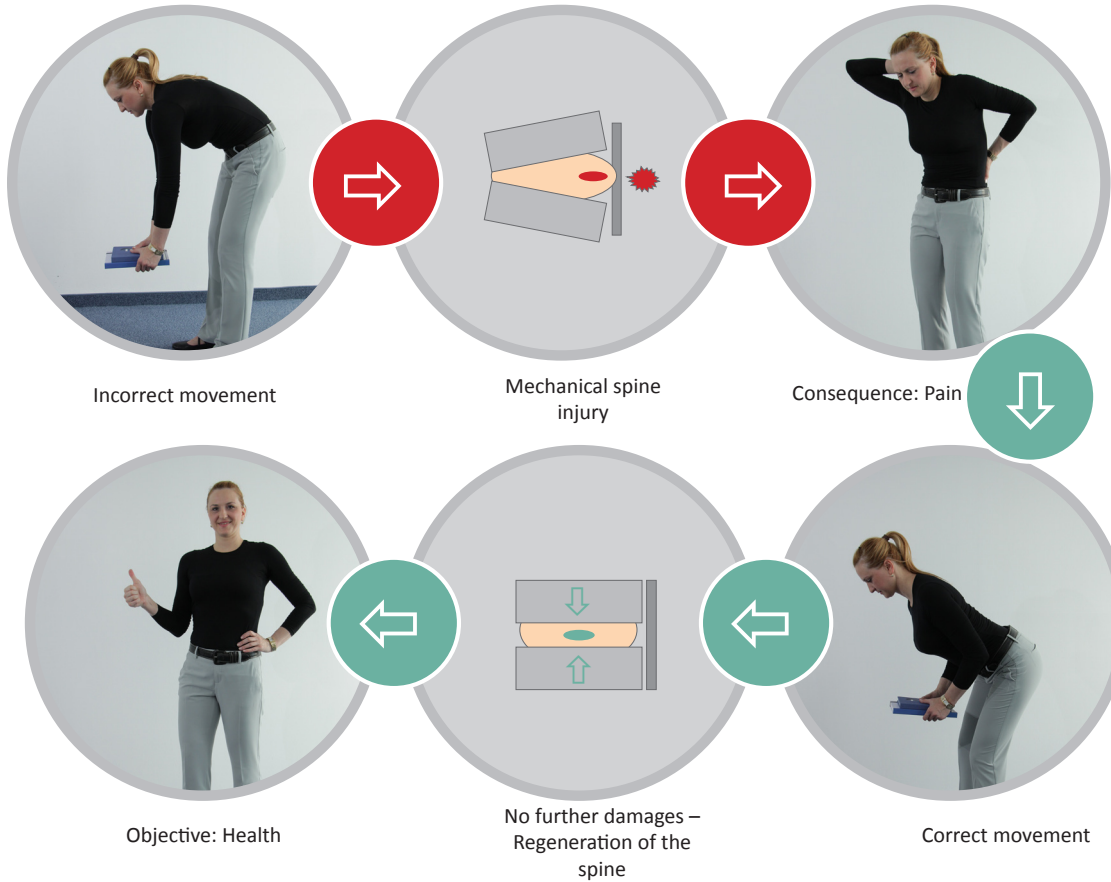 Incorrect movement
Mechanical spine
injury
Consequence: Pain
Objective: Health
No further damages –
Regeneration of the
spine
Correct movement